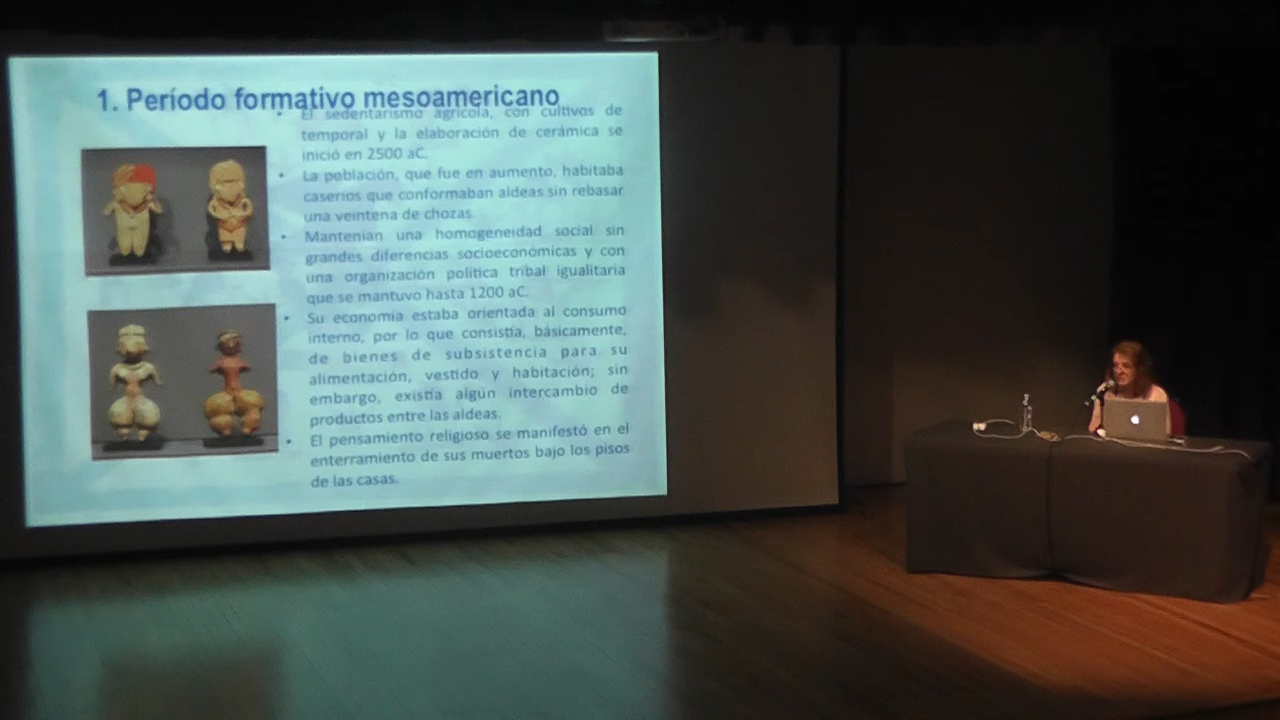 1. Período formativo mesoamericano
• El sedentarismo agrícola, con cultivos de
temporal y la elaboración de cerámica se
inició en 2500 aC.
• La población, que fue en aumento, habitaba
caseríos que conformaban aldeas sin rebasar
una veintena de chozas.
• Mantenían una homogeneidad social sin
grandes diferencias socioeconómicas y con
una organización política tribal igualitaria
que se mantuvo hasta 1200 aC.
• Su economía estaba orientada al consumo
interno, por lo que consistía, básicamente,
de bienes de subsistencia para su
alimentación, vestido y habitación; sin
embargo, existía algún intercambio de
productos entre las aldeas.
• El pensamiento religioso se manifestó en el
enterramiento de sus muertos bajo los pisos
de las casas.